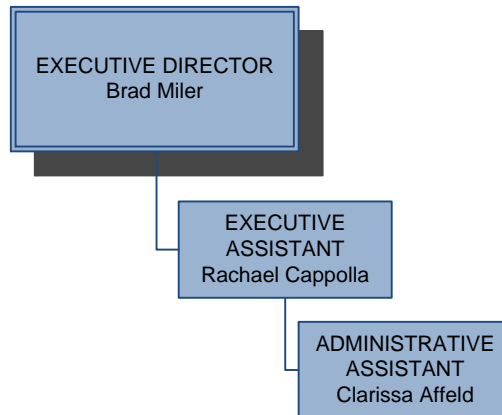 EXECUTIVE DIRECTOR
Brad Miler
EXECUTIVE
ASSISTANT
Rachael Cappolla
ADMINISTRATIVE
ASSISTANT
Clarissa Affeld